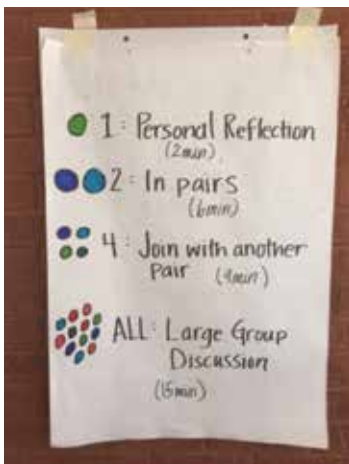 1: Personal Reflection
(2min)
2: In pairs
(6min)
4: Join with another
pair (4min)
ALL: Large Group
Discussion
(15min)